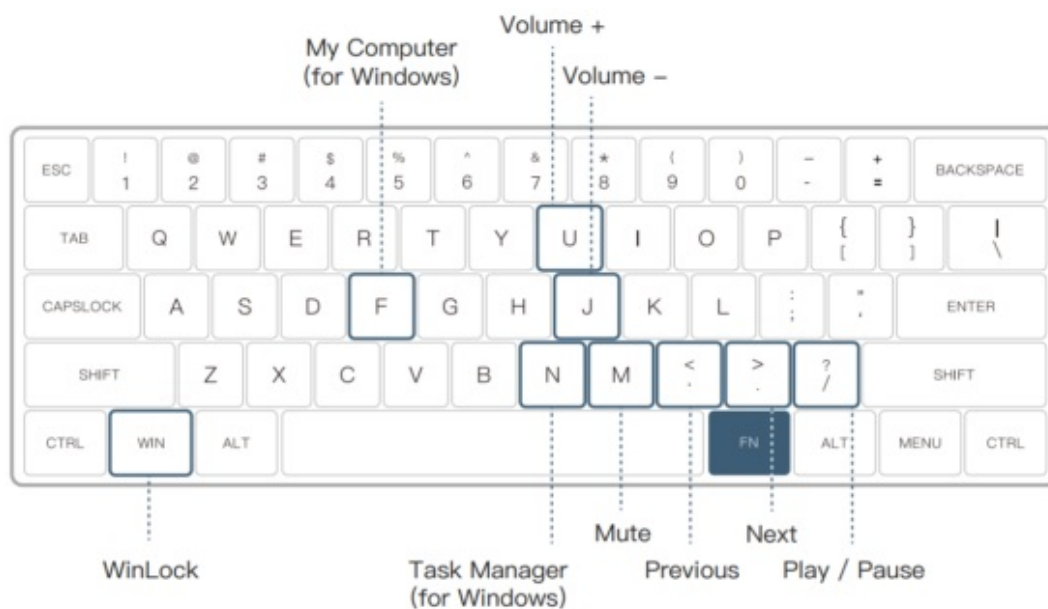 Volume +
My Computer
(for Windows)
Volume –
! @ # $ % ^ & * ( ) – +
ESC 1 2 3 4 5 6 7 8 9 0 - = BACKSPACE
TAB Q W E R T Y U I O P { } |
[ ] \
CAPSLOCK A S D F G H J K L : " ENTER
; '
SHIFT Z X C V B N M < > ? SHIFT
, . /
CTRL WIN ALT FN ALT MENU CTRL
Mute Next
WinLock Task Manager Previous Play / Pause
(for Windows)